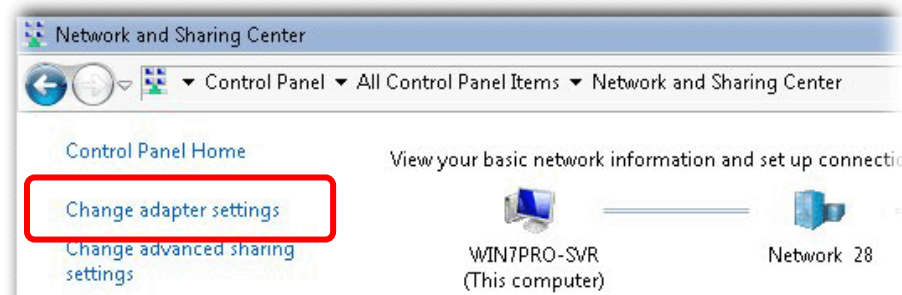 Network and Sharing Center
Control Panel All Control Panel Items Network and Sharing Center
Control Panel Home
View your basic network information and set up
Change adapter settings
Change advanced sharing
settings
WIN7PRO-SVR
(This computer)
Network 28